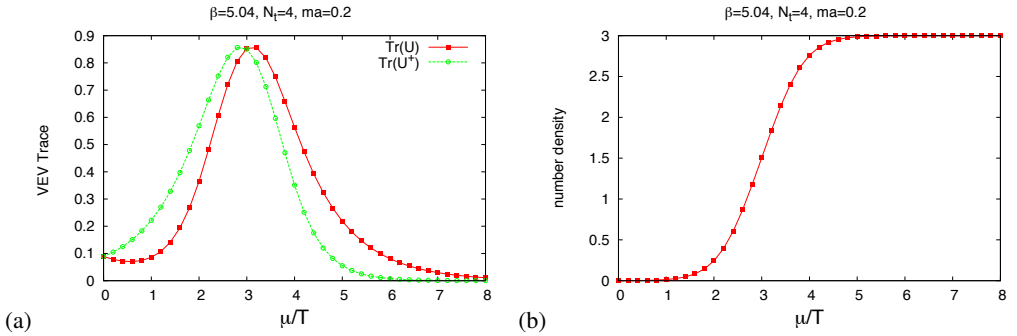 β=5.04, Nt=4, ma=0.2
VEV Trace
0.9
0.8
0.7
0.6
0.5
0.4
0.3
0.2
0.1
0
Tr(U)
Tr(U⁺)
0 1 2 3 4 5 6 7 8
μ/T
(a)
β=5.04, Nt=4, ma=0.2
number density
3
2.5
2
1.5
1
0.5
0
0 1 2 3 4 5 6 7 8
μ/T
(b)